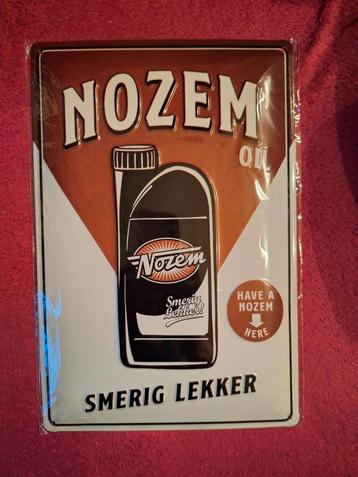 NOZEM
OIL
Nozem
Smerig
Lekker!
HAVE A
NOZEM
HERE
SMERIG LEKKER